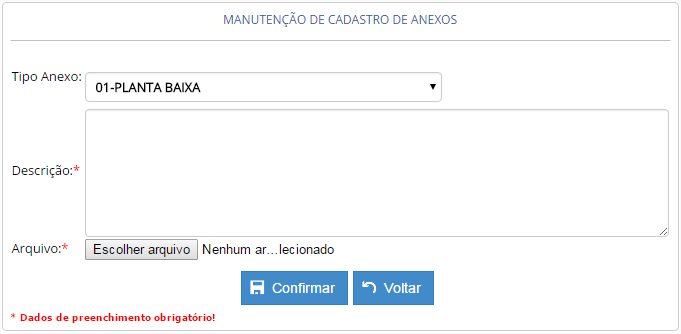 MANUTENÇÃO DE CADASTRO DE ANEXOS
Tipo Anexo: 01-PLANTA BAIXA
Descrição:*
Arquivo:* Escolher arquivo Nenhum ar...lecionado
Confirmar Voltar
* Dados de preenchimento obrigatório!